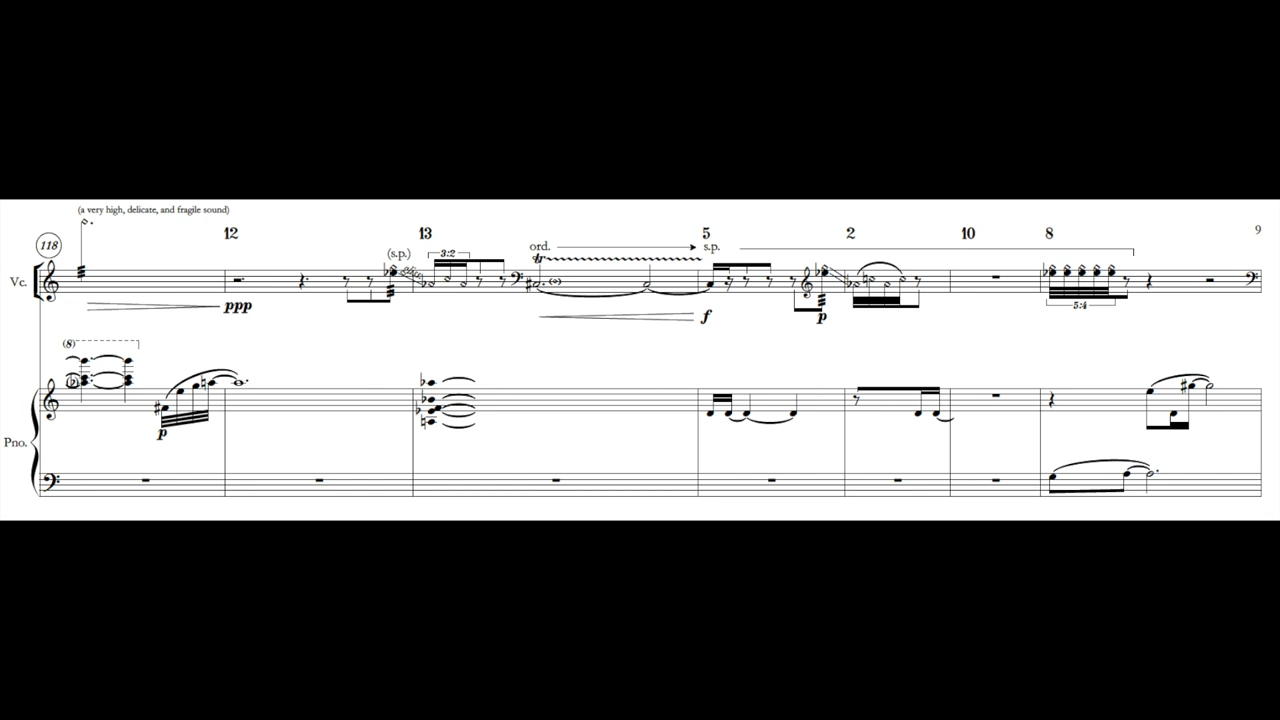 (a very high, delicate, and fragile sound)
118 12 13 5 2 10 8 9
(s.p.) 3:2 ord. s.p.
tr
Vc.
ppp f p
5:4
(8)
Pno.
p